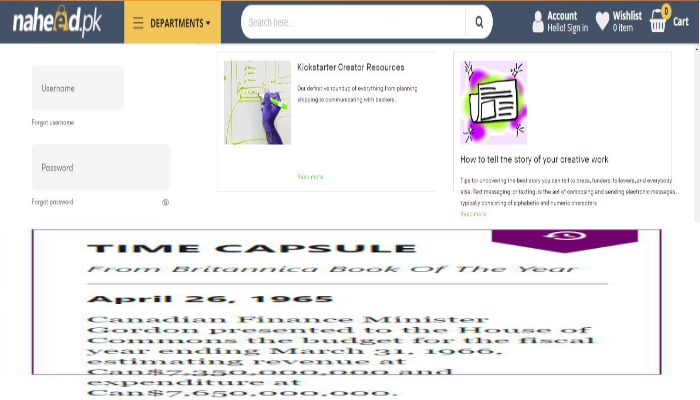 naheed.pk
DEPARTMENTS
Search here...
Account
Hello! Sign in
Wishlist
0 item
0
Cart
Username
Forgot username
Password
Forgot password
Kickstarter Creator Resources
Our definitive roundup of everything from planning
shipping to communicating with backers.
Read more
How to tell the story of your creative work
Tips for uncovering the best story you can tell to press, funders, followers, and everybody
else. Text messaging, or texting, is the act of composing and sending electronic messages,
typically consisting of alphabetic and numeric characters
Read more
TIME CAPSULE
From Britannica Book Of The Year
April 26, 1965
Canadian Finance Minister
Gordon presented to the House of
Commons the budget for the fiscal
year ending March 31, 1966,
estimating revenue at
Can$7,350,000,000 and
expenditure at
Can$7,650,000,000.